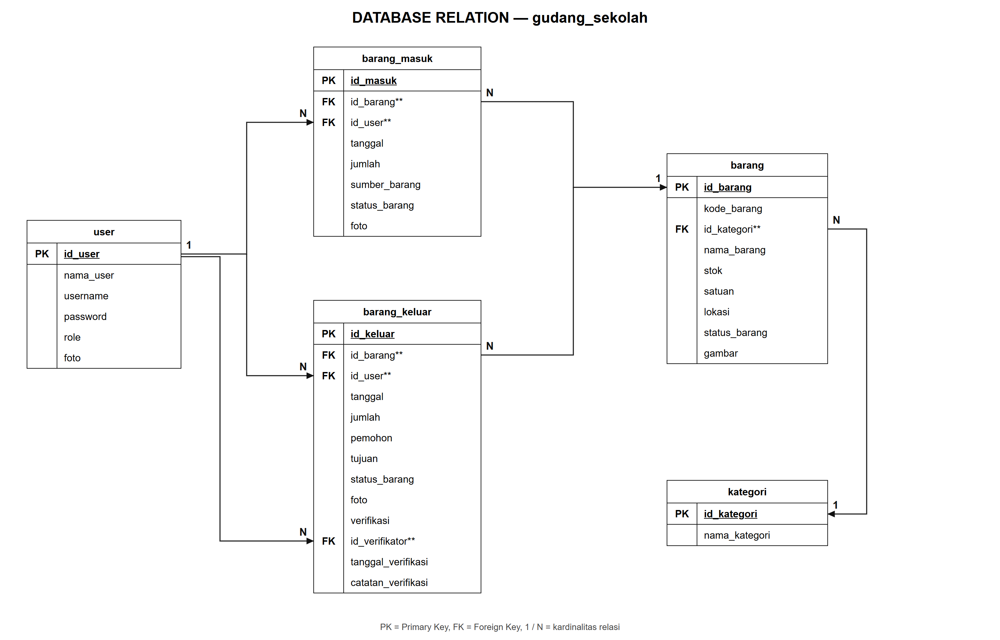 DATABASE RELATION — gudang_sekolah
barang_masuk
PK id_masuk
FK id_barang**
FK id_user**
tanggal
jumlah
sumber_barang
status_barang
foto
N
N
user
PK id_user
nama_user
username
password
role
foto
1
barang_keluar
PK id_keluar
FK id_barang**
FK id_user**
tanggal
jumlah
pemohon
tujuan
status_barang
foto
verifikasi
FK id_verifikator**
tanggal_verifikasi
catatan_verifikasi
N
N
N
barang
PK id_barang
kode_barang
FK id_kategori**
nama_barang
stok
satuan
lokasi
status_barang
gambar
1
N
kategori
PK id_kategori
nama_kategori
1
PK = Primary Key, FK = Foreign Key, 1 / N = kardinalitas relasi